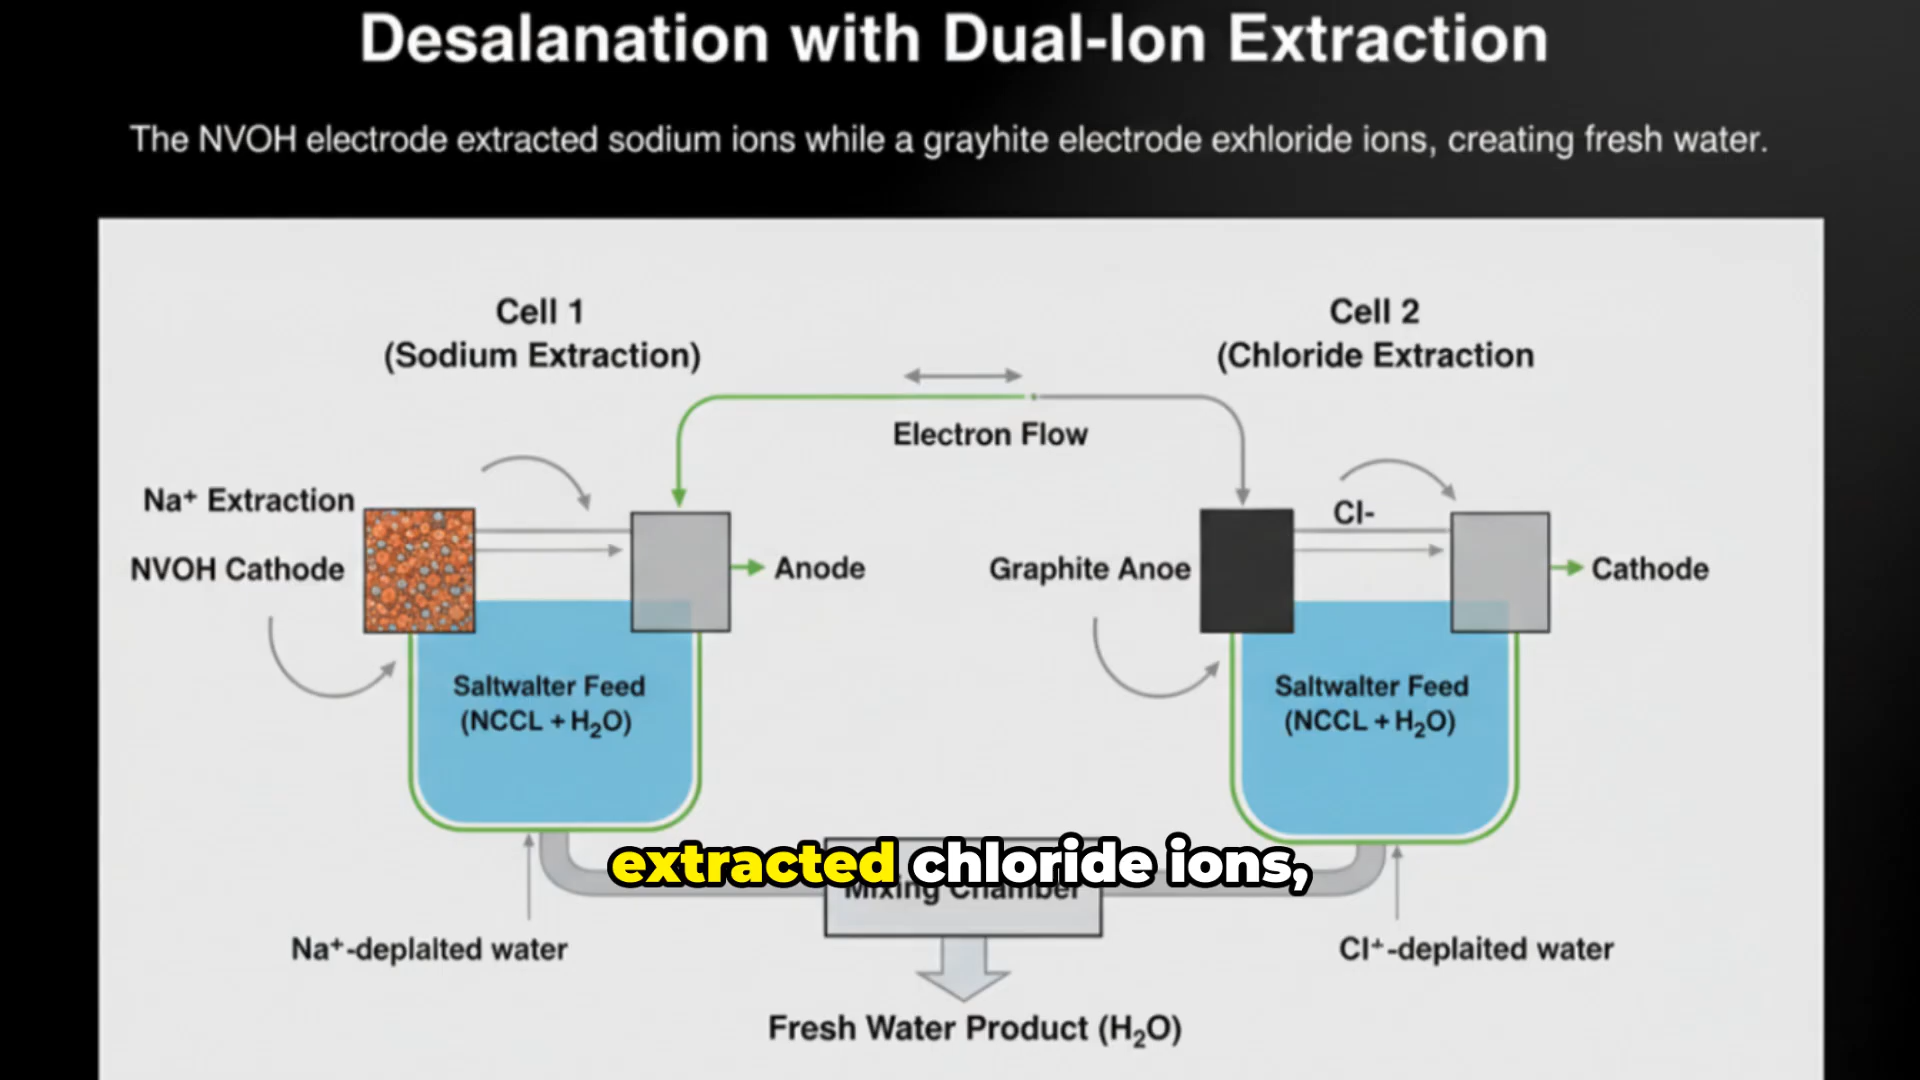 Desalanation with Dual-Ion Extraction
The NVOH electrode extracted sodium ions while a grayhite electrode exhloride ions, creating fresh water.
Cell 1
(Sodium Extraction)
Cell 2
(Chloride Extraction
Electron Flow
Na⁺ Extraction
NVOH Cathode
Anode
Graphite Anoe
Cl-
Cathode
Saltwalter Feed
(NCCL + H₂O)
Saltwalter Feed
(NCCL + H₂O)
extracted chloride ions,
Mixing Chamber
Na⁺-deplalted water
Cl⁺-deplaited water
Fresh Water Product (H₂O)